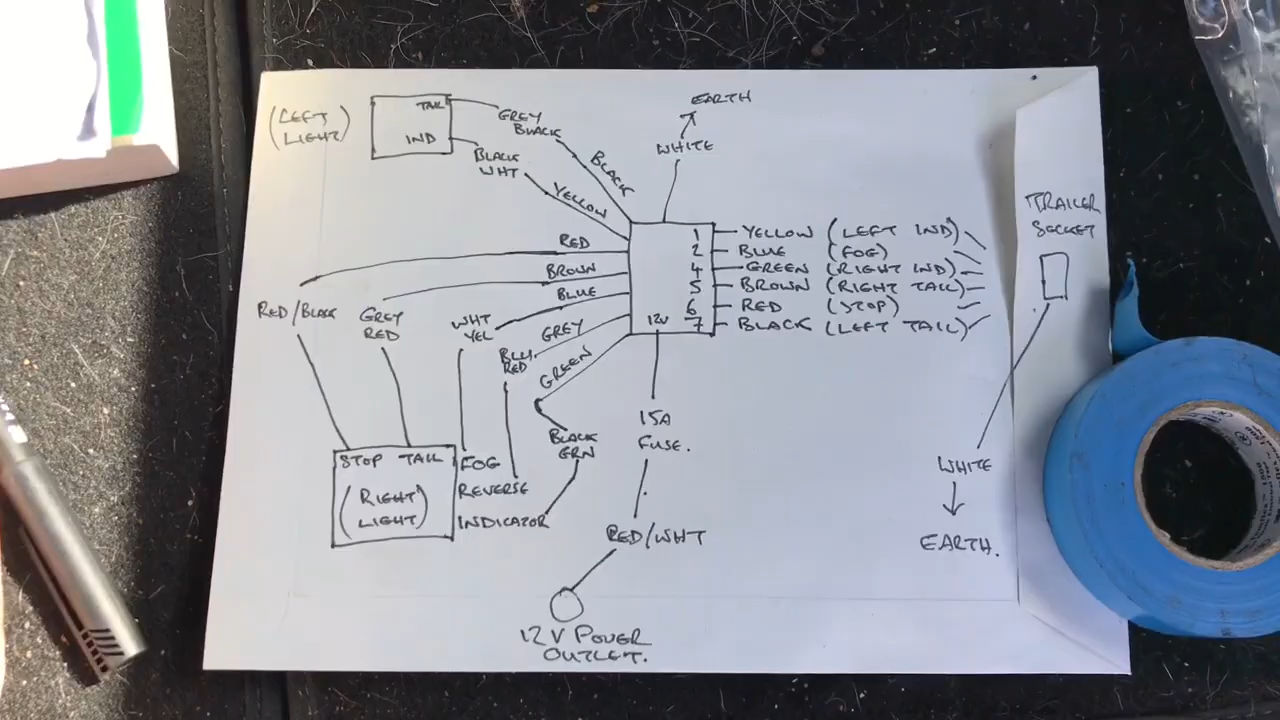 (LEFT
LIGHT)
TAIL
IND
GREY
BLACK
BLACK
BLACK
WHT
YELLOW
EARTH
WHITE
RED
BROWN
BLUE
GREY
GREEN
RED/BLACK
GREY
RED
WHT
YEL
BLU
RED
BLACK
GRN
STOP TAIL
(RIGHT
LIGHT)
FOG
REVERSE
INDICATOR
12V
1 YELLOW (LEFT IND)
2 BLUE (FOG)
4 GREEN (RIGHT IND)
5 BROWN (RIGHT TAIL)
6 RED (STOP)
7 BLACK (LEFT TAIL)
15A
FUSE.
RED/WHT
12V POWER
OUTLET.
TRAILER
SOCKET
WHITE
EARTH.